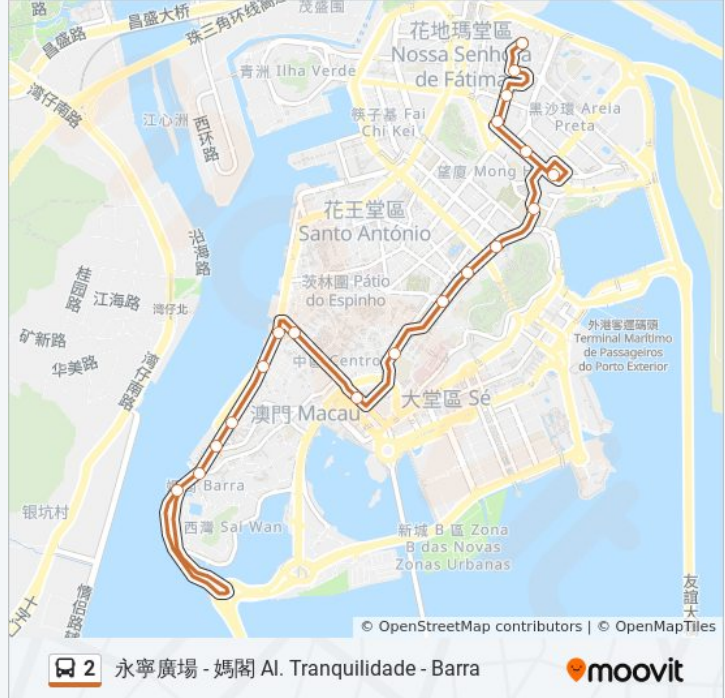 昌盛大桥
昌盛路
珠三角环线高
茂盛圍
花地瑪堂區
Nossa Senhora
de Fátima
青洲 Ilha Verde
湾仔南路
江心洲
西环路
筷子基 Fai
Chi Kei
黑沙環 Areia
Preta
望廈 Mong H
花王堂區
Santo António
沿海路
桂园路
江海路
湾仔北
茨林圍 Pátio
do Espinho
矿新路
华美路
湾仔南路
外港客運碼頭
Terminal Marítimo
de Passageiros
do Porto Exterior
中區 Centro
澳門 Macau
大堂區 Sé
Barra
银坑村
西灣 Sai Wan
新城 B 區 Zona
B das Novas
Zonas Urbanas
十字门
情侣路
友誼大
© OpenStreetMap contributors | © OpenMapTiles
2 永寧廣場 - 媽閣 Al. Tranquilidade - Barra
moovit